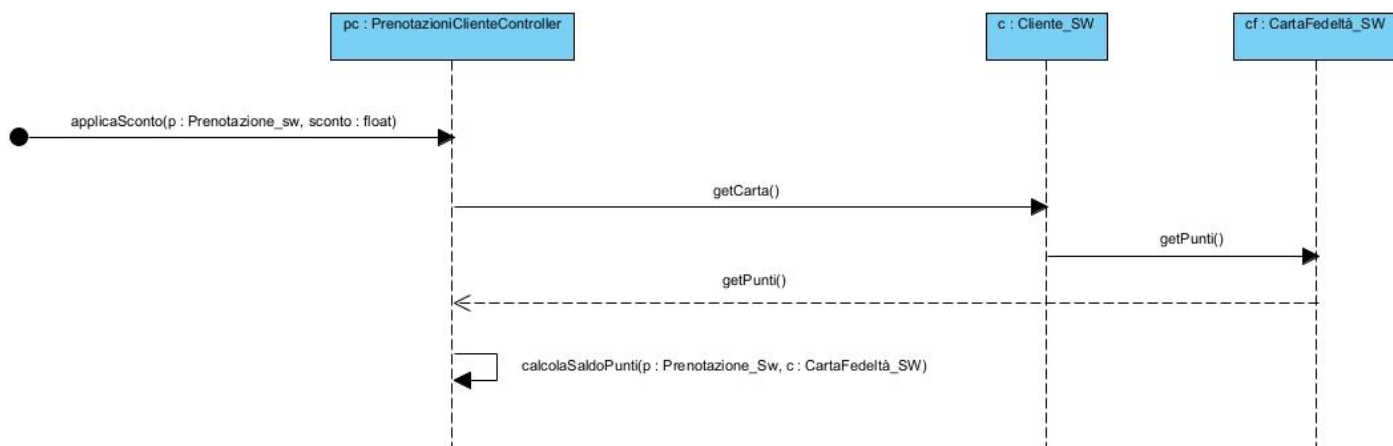 pc : PrenotazioniClienteController
c : Cliente_SW
cf : CartaFedeltà_SW
applicaSconto(p : Prenotazione_sw, sconto : float)
getCarta()
getPunti()
getPunti()
calcolaSaldoPunti(p : Prenotazione_Sw, c : CartaFedeltà_SW)